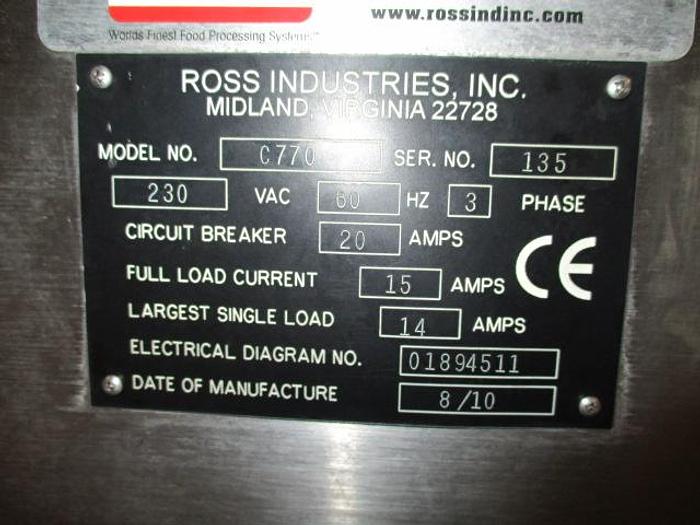 www.rossindinc.com
Worlds Finest Food Processing Systems™
ROSS INDUSTRIES, INC.
MIDLAND, VIRGINIA 22728
MODEL NO. C770 SER. NO. 135
230 VAC 60 HZ 3 PHASE
CIRCUIT BREAKER 20 AMPS
FULL LOAD CURRENT 15 AMPS
CE
LARGEST SINGLE LOAD 14 AMPS
ELECTRICAL DIAGRAM NO. 01894511
DATE OF MANUFACTURE 8/10